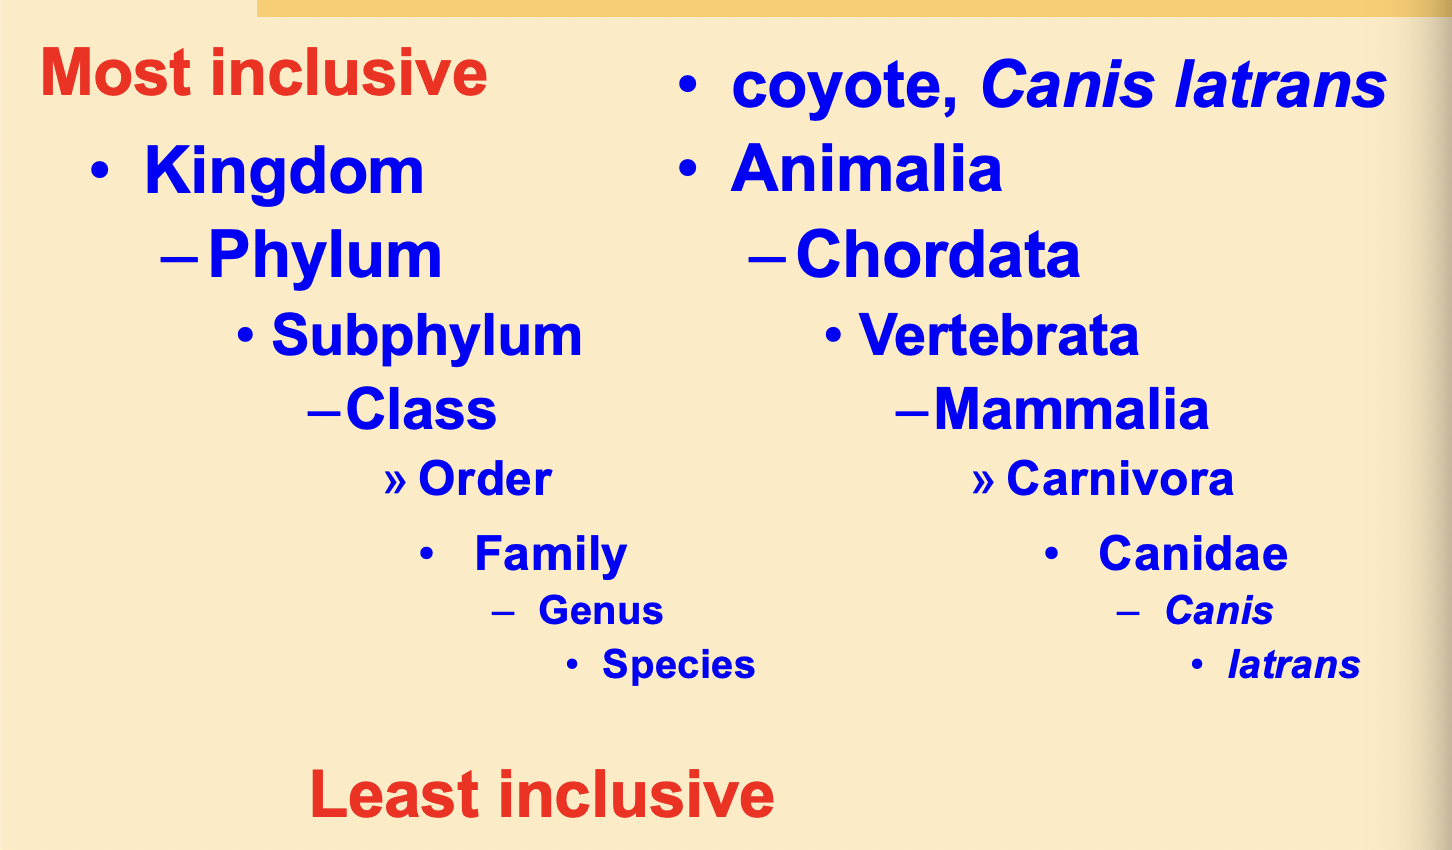 Most inclusive
• Kingdom
– Phylum
• Subphylum
– Class
» Order
• Family
– Genus
• Species
Least inclusive
• coyote, Canis latrans
• Animalia
– Chordata
• Vertebrata
– Mammalia
» Carnivora
• Canidae
– Canis
• latrans